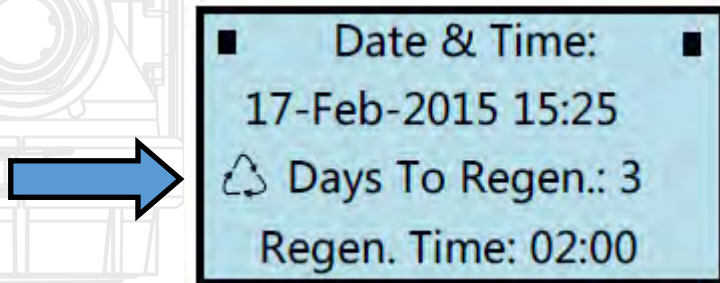 Date & Time:
17-Feb-2015 15:25
Days To Regen.: 3
Regen. Time: 02:00